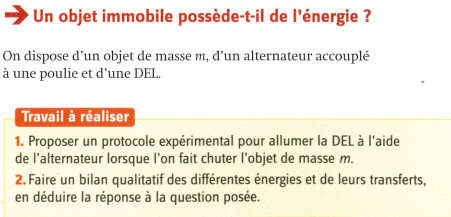 Un objet immobile possède-t-il de l'énergie ?
On dispose d'un objet de masse m, d'un alternateur accouplé
à une poulie et d'une DEL.
Travail à réaliser
1. Proposer un protocole expérimental pour allumer la DEL à l'aide
de l'alternateur lorsque l'on fait chuter l'objet de masse m.
2. Faire un bilan qualitatif des différentes énergies et de leurs transferts,
en déduire la réponse à la question posée.